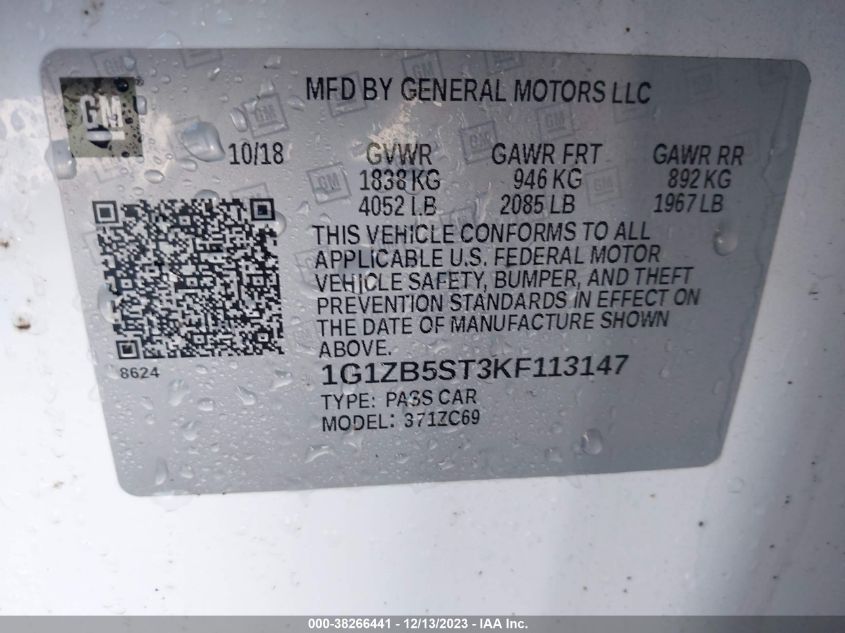 MFD BY GENERAL MOTORS LLC
GM
10/18 GVWR GAWR FRT GAWR RR
1838 KG 946 KG 892 KG
4052 LB 2085 LB 1967 LB
THIS VEHICLE CONFORMS TO ALL
APPLICABLE U.S. FEDERAL MOTOR
VEHICLE SAFETY, BUMPER, AND THEFT
PREVENTION STANDARDS IN EFFECT ON
THE DATE OF MANUFACTURE SHOWN
ABOVE.
8624
1G1ZB5ST3KF113147
TYPE: PASS CAR
MODEL: 371ZC69
000-38266441 - 12/13/2023 - IAA Inc.